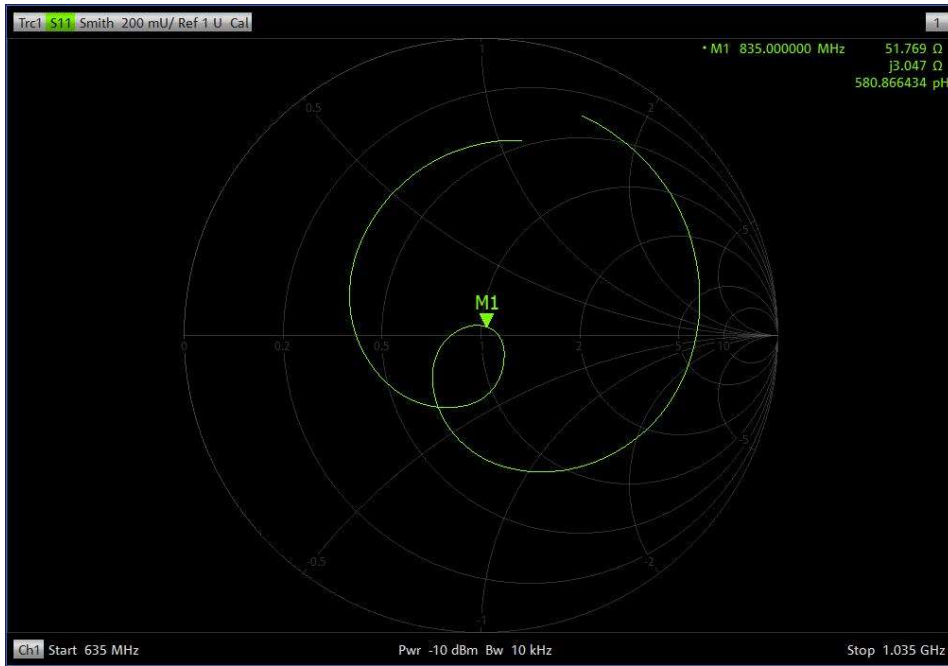 Trc1 S11 Smith 200 mU/ Ref 1 U Cal
1
• M1 835.000000 MHz 51.769 Ω
j3.047 Ω
580.866434 pH
1
0.5
2
5
M1
0 0.2 0.5 1 2 5 10
-5
-0.5
-2
-1
Ch1 Start 635 MHz Pwr -10 dBm Bw 10 kHz Stop 1.035 GHz